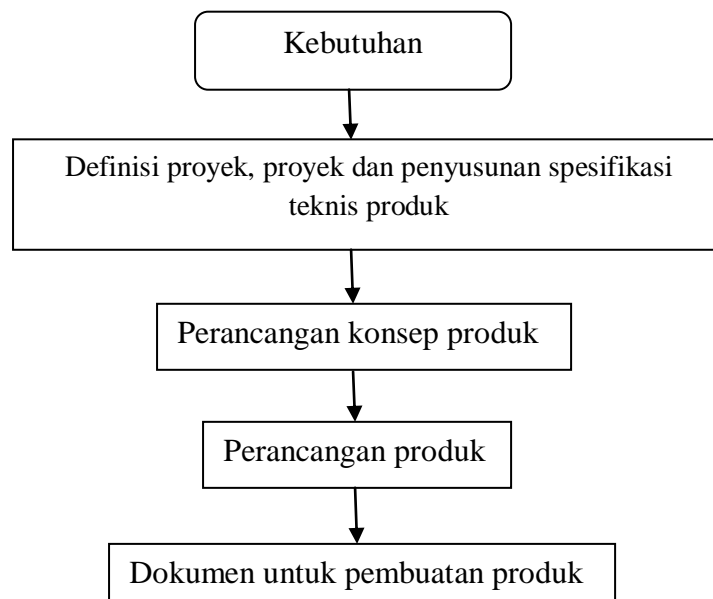 Kebutuhan
Definisi proyek, proyek dan penyusunan spesifikasi
teknis produk
Perancangan konsep produk
Perancangan produk
Dokumen untuk pembuatan produk